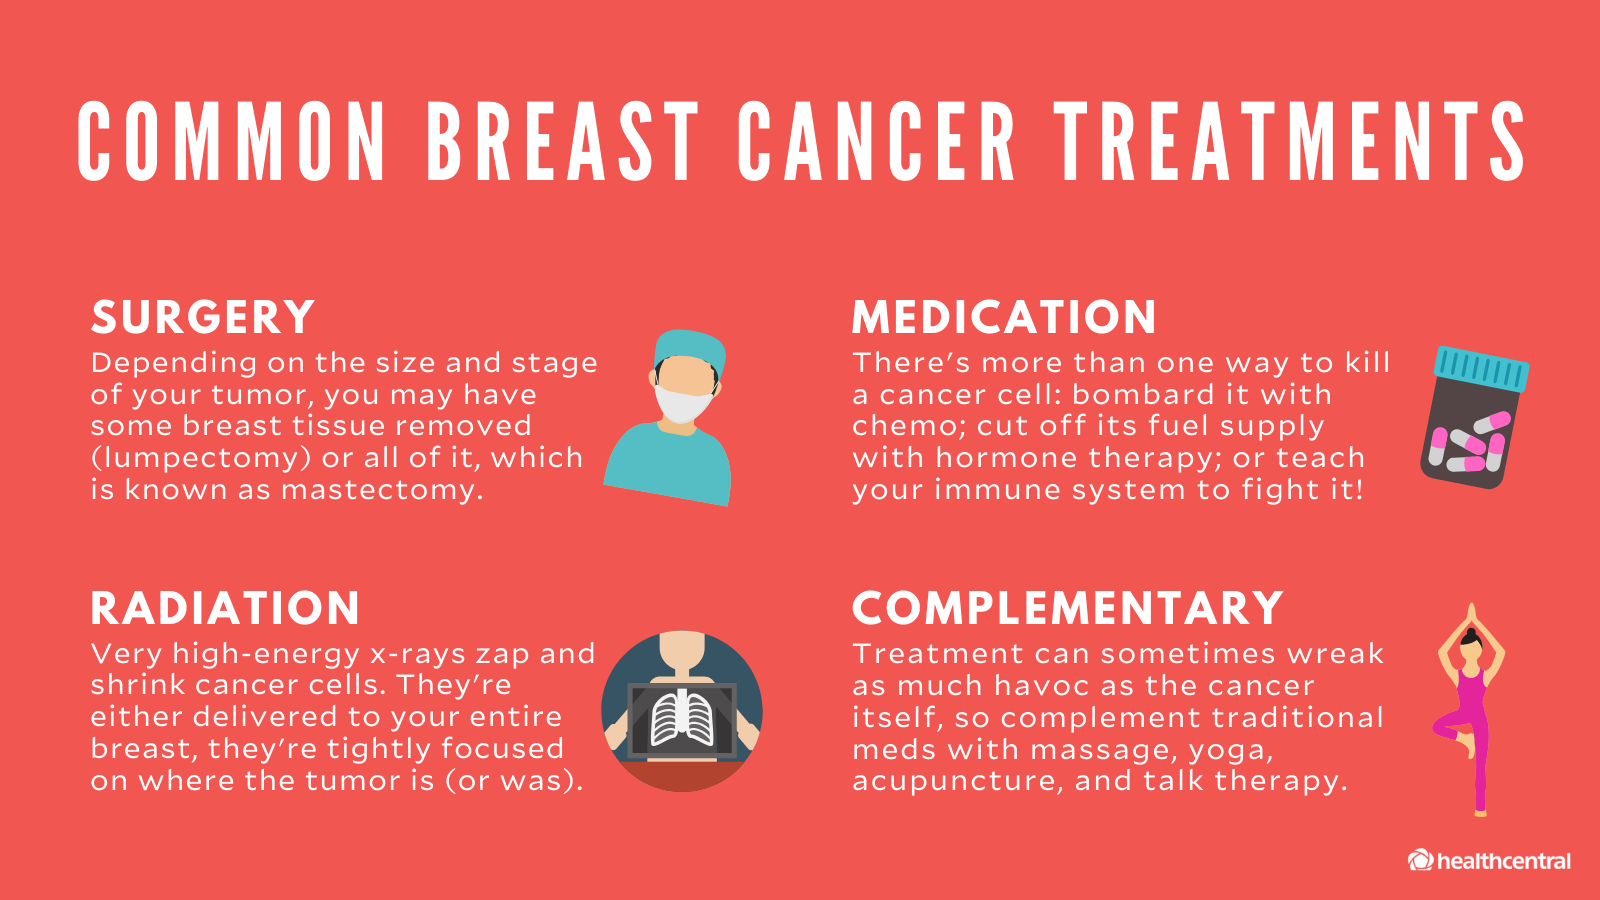 COMMON BREAST CANCER TREATMENTS
SURGERY
Depending on the size and stage
of your tumor, you may have
some breast tissue removed
(lumpectomy) or all of it, which
is known as mastectomy.
MEDICATION
There's more than one way to kill
a cancer cell: bombard it with
chemo; cut off its fuel supply
with hormone therapy; or teach
your immune system to fight it!
RADIATION
Very high-energy x-rays zap and
shrink cancer cells. They're
either delivered to your entire
breast, they're tightly focused
on where the tumor is (or was).
COMPLEMENTARY
Treatment can sometimes wreak
as much havoc as the cancer
itself, so complement traditional
meds with massage, yoga,
acupuncture, and talk therapy.
healthcentral